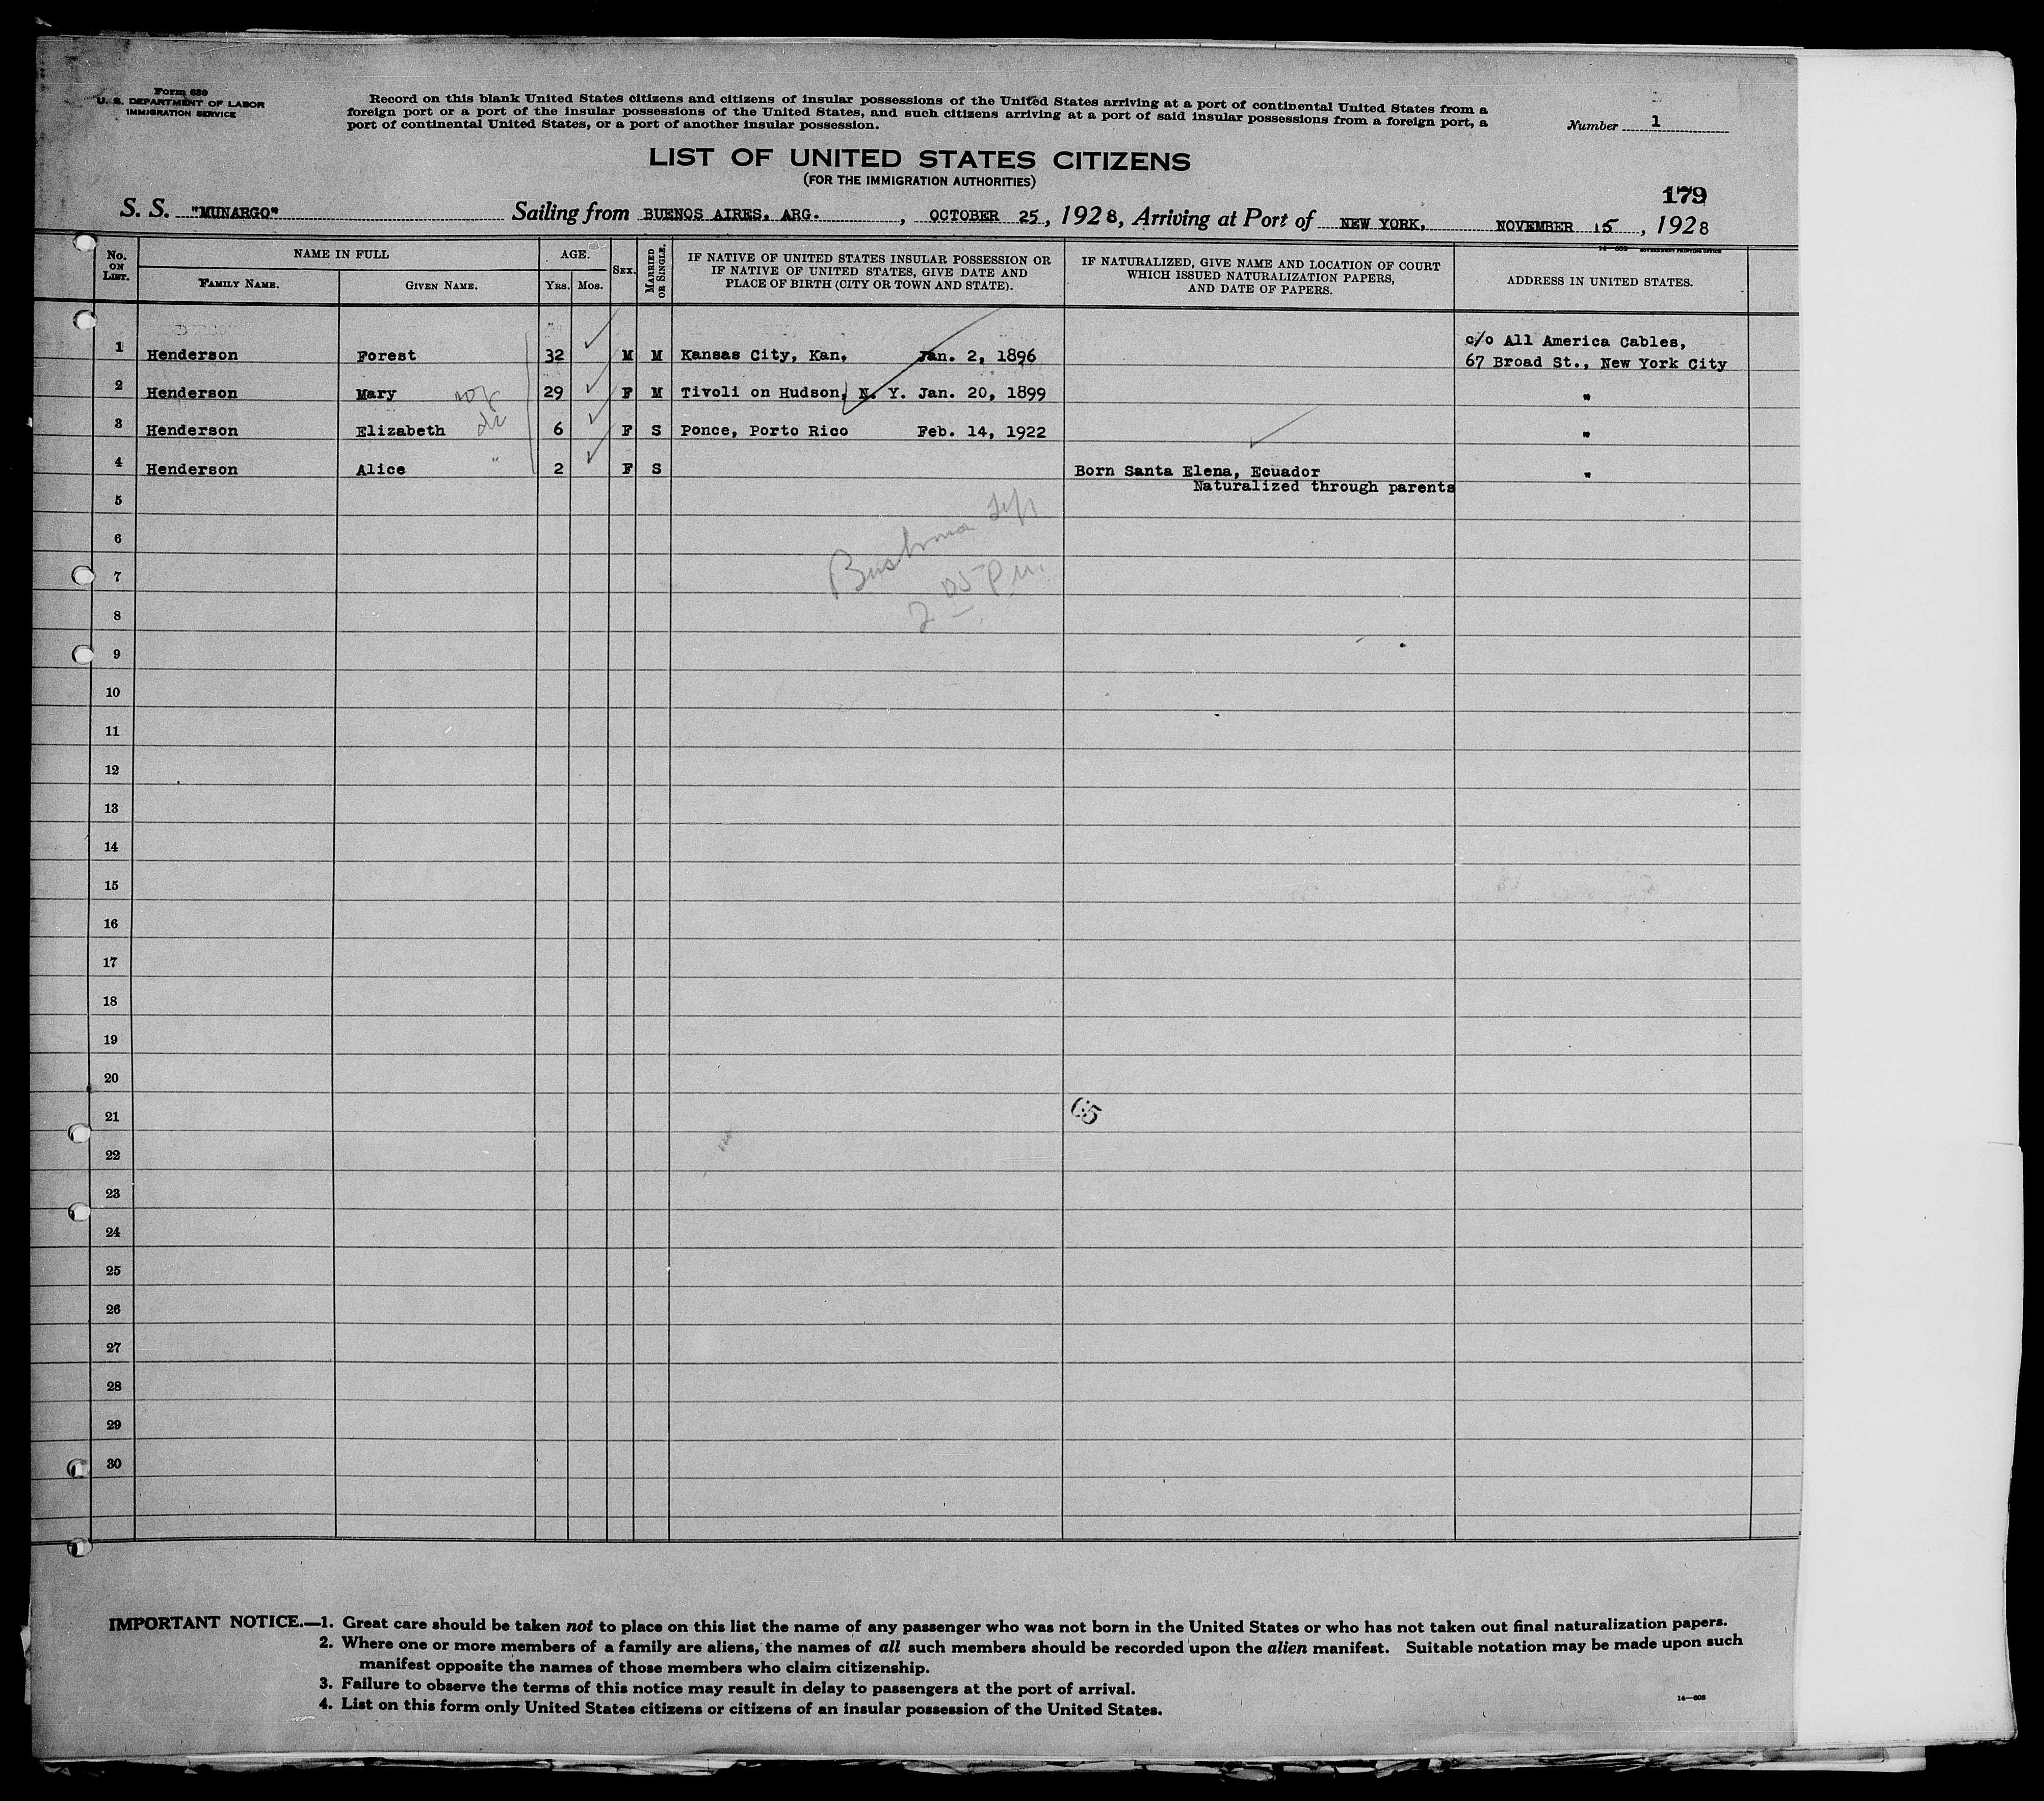 Form 630
U. S. DEPARTMENT OF LABOR
IMMIGRATION SERVICE
Record on this blank United States citizens and citizens of insular possessions of the United States arriving at a port of continental United States from a
foreign port or a port of the insular possessions of the United States, and such citizens arriving at a port of said insular possessions from a foreign port, a
port of continental United States, or a port of another insular possession.
Number 1
LIST OF UNITED STATES CITIZENS
(FOR THE IMMIGRATION AUTHORITIES)
179
S. S. "MUNARGO" Sailing from BUENOS AIRES, ARG. , OCTOBER 25, 1928, Arriving at Port of NEW YORK, NOVEMBER 15, 1928
14—608 GOVERNMENT PRINTING OFFICE
No. ON LIST. NAME IN FULL FAMILY NAME. GIVEN NAME. AGE. YRS. MOS. SEX. MARRIED OR SINGLE. IF NATIVE OF UNITED STATES INSULAR POSSESSION OR IF NATIVE OF UNITED STATES, GIVE DATE AND PLACE OF BIRTH (CITY OR TOWN AND STATE). IF NATURALIZED, GIVE NAME AND LOCATION OF COURT WHICH ISSUED NATURALIZATION PAPERS, AND DATE OF PAPERS. ADDRESS IN UNITED STATES.
1 Henderson Forest 32 M M Kansas City, Kan, Jan. 2, 1896 c/o All America Cables,
67 Broad St., New York City
2 Henderson Mary 29 F M Tivoli on Hudson, N. Y. Jan. 20, 1899 "
3 Henderson Elizabeth 6 F S Ponce, Porto Rico Feb. 14, 1922 "
4 Henderson Alice " 2 F S Born Santa Elena, Ecuador "
Naturalized through parents
5
6
7
8
9
10
11
12
13
14
15
16
17
18
19
20
21
22
23
24
25
26
27
28
29
30
2 05 P.M.
65
IMPORTANT NOTICE.—1. Great care should be taken not to place on this list the name of any passenger who was not born in the United States or who has not taken out final naturalization papers.
2. Where one or more members of a family are aliens, the names of all such members should be recorded upon the alien manifest. Suitable notation may be made upon such
manifest opposite the names of those members who claim citizenship.
3. Failure to observe the terms of this notice may result in delay to passengers at the port of arrival.
4. List on this form only United States citizens or citizens of an insular possession of the United States.
14—608